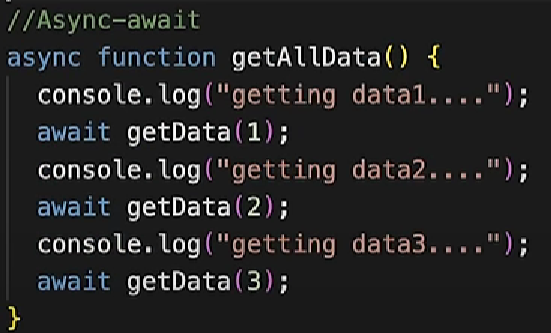 //Async-await
async function getAllData() {
  console.log("getting data1....");
  await getData(1);
  console.log("getting data2....");
  await getData(2);
  console.log("getting data3....");
  await getData(3);
}